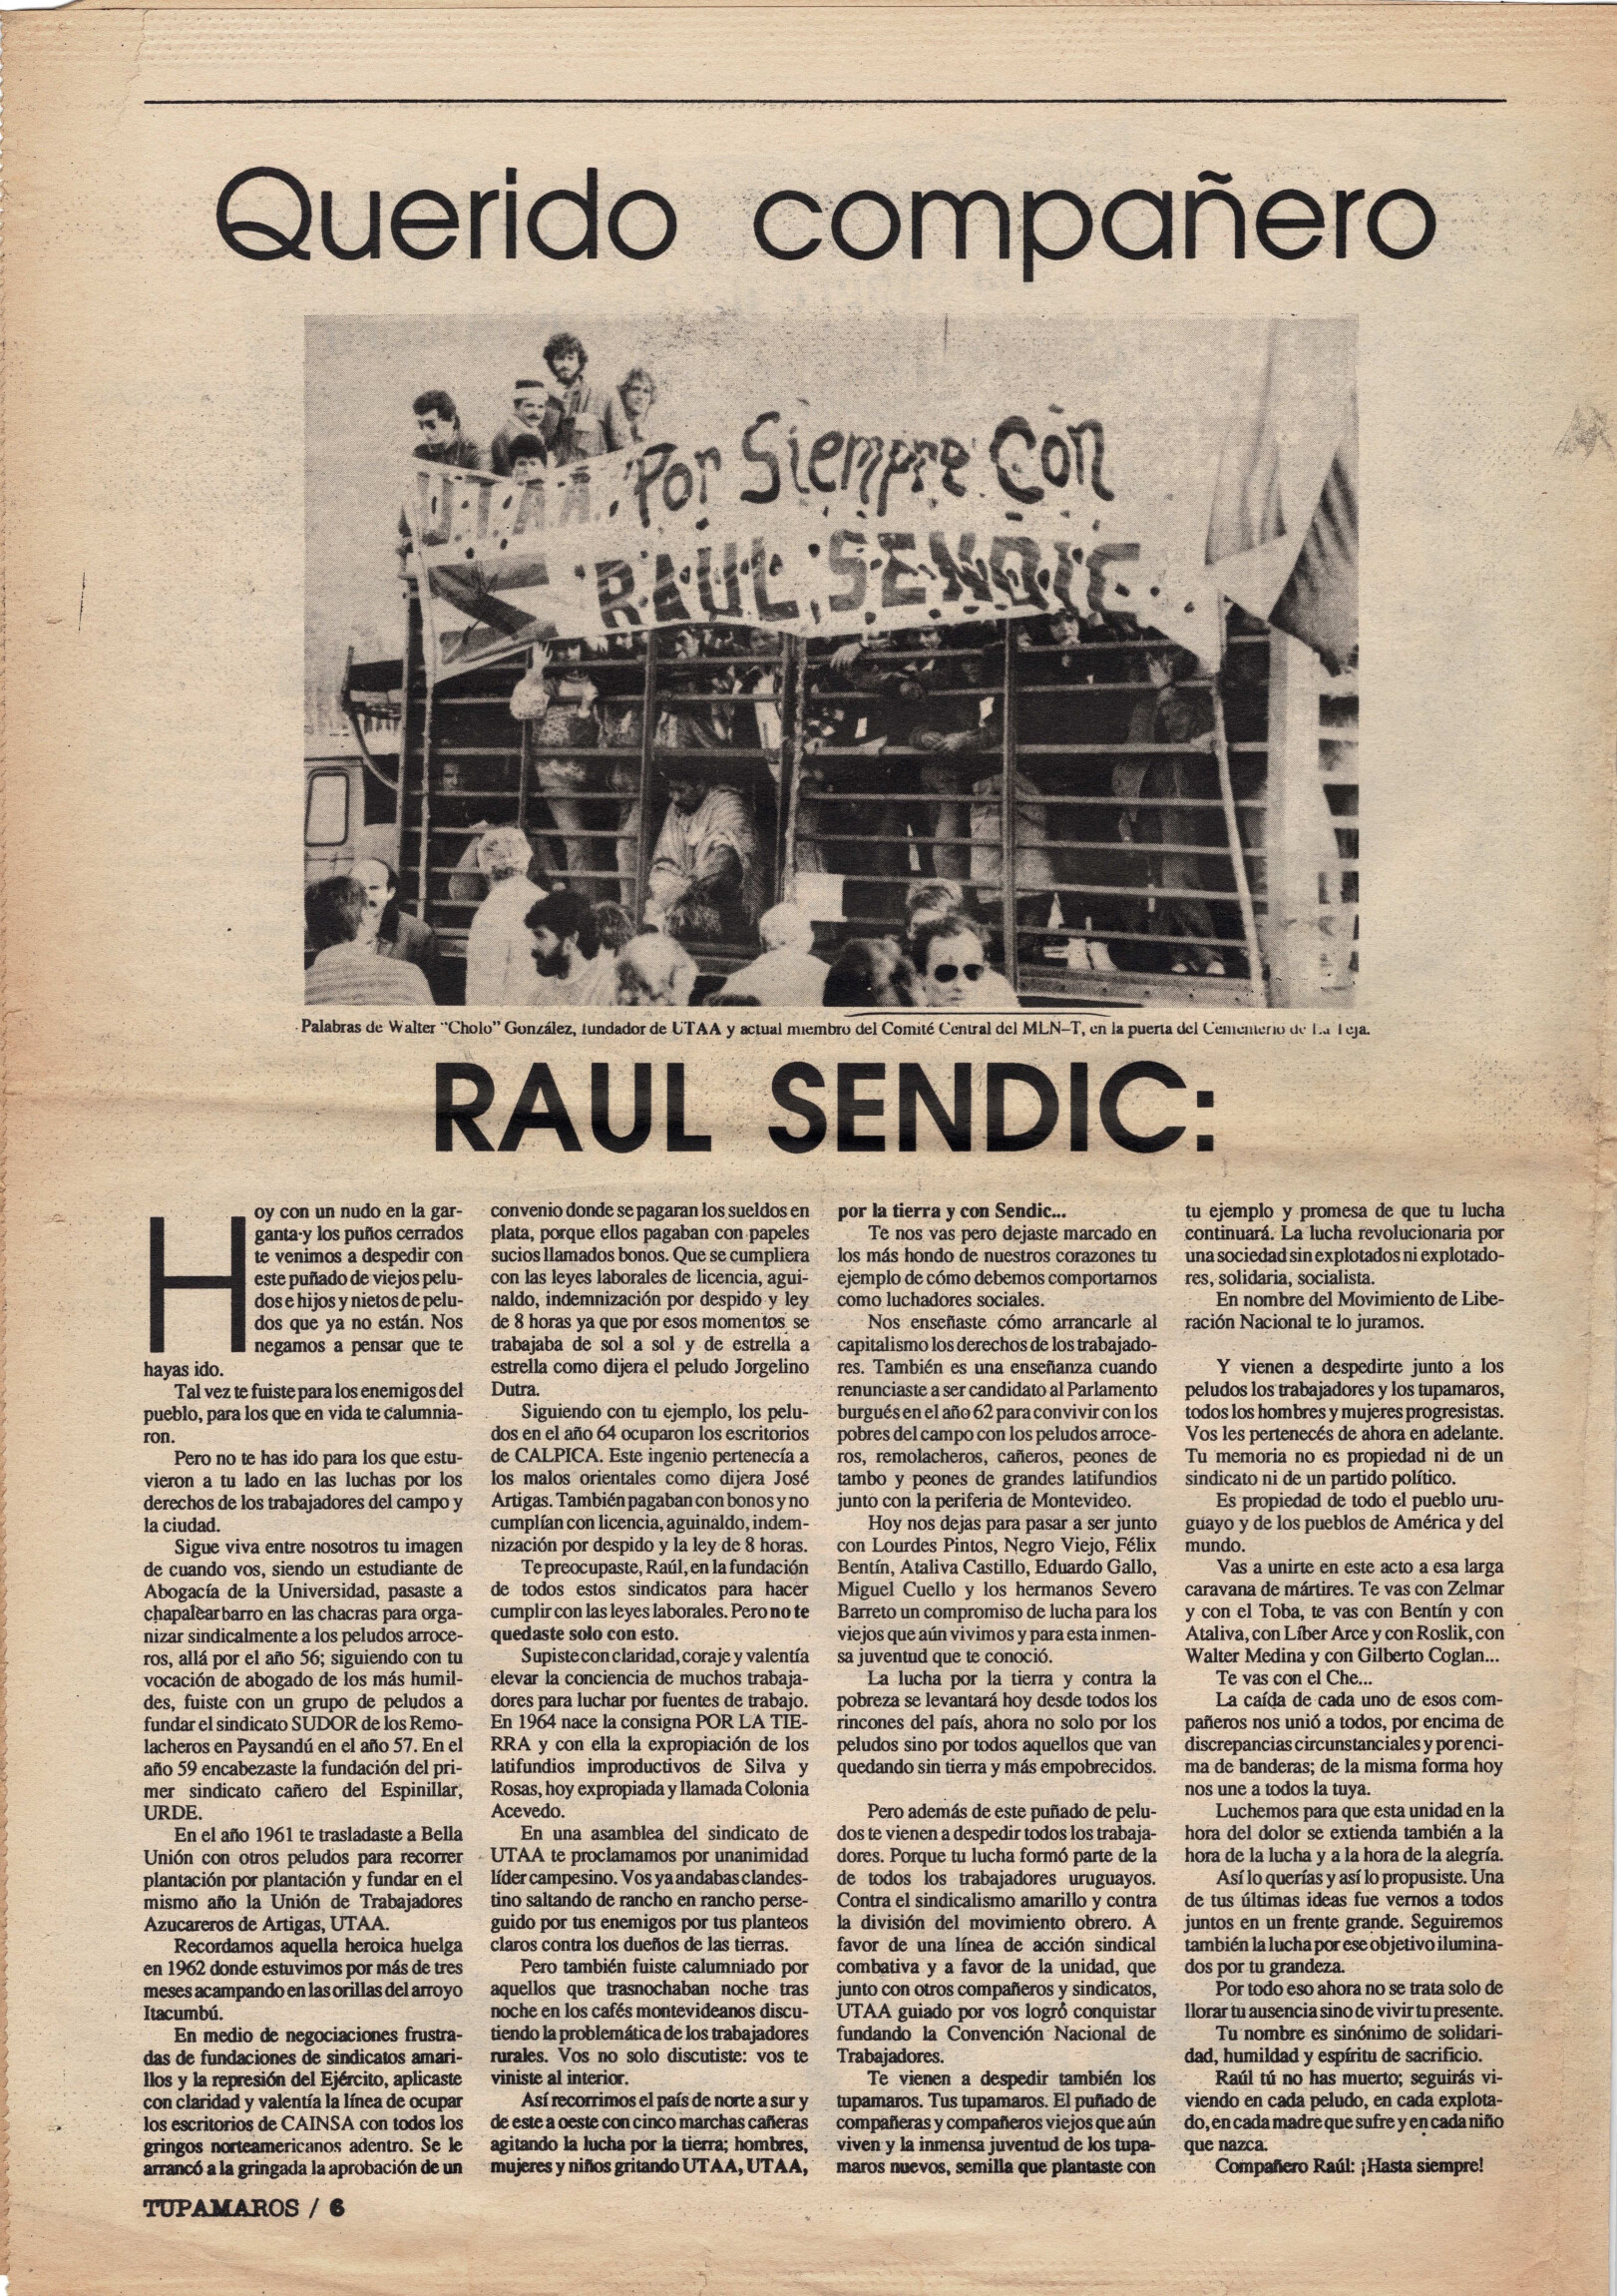 Querido compañero
U.T.A.A. Por Siempre Con
RAUL SENDIC.
Palabras de Walter "Cholo" González, fundador de UTAA y actual miembro del Comité Central del MLN–T, en la puerta del Cementerio de La Teja.
RAUL SENDIC:
Hoy con un nudo en la gar-
ganta y los puños cerrados
te venimos a despedir con
este puñado de viejos pelu-
dos e hijos y nietos de pelu-
dos que ya no están. Nos
negamos a pensar que te
hayas ido.
Tal vez te fuiste para los enemigos del
pueblo, para los que en vida te calumnia-
ron.
Pero no te has ido para los que estu-
vieron a tu lado en las luchas por los
derechos de los trabajadores del campo y
la ciudad.
Sigue viva entre nosotros tu imagen
de cuando vos, siendo un estudiante de
Abogacía de la Universidad, pasaste a
chapalear barro en las chacras para orga-
nizar sindicalmente a los peludos arroce-
ros, allá por el año 56; siguiendo con tu
vocación de abogado de los más humil-
des, fuiste con un grupo de peludos a
fundar el sindicato SUDOR de los Remo-
lacheros en Paysandú en el año 57. En el
año 59 encabezaste la fundación del pri-
mer sindicato cañero del Espinillar,
URDE.
En el año 1961 te trasladaste a Bella
Unión con otros peludos para recorrer
plantación por plantación y fundar en el
mismo año la Unión de Trabajadores
Azucareros de Artigas, UTAA.
Recordamos aquella heroica huelga
en 1962 donde estuvimos por más de tres
meses acampando en las orillas del arroyo
Itacumbú.
En medio de negociaciones frustra-
das de fundaciones de sindicatos amari-
llos y la represión del Ejército, aplicaste
con claridad y valentía la línea de ocupar
los escritorios de CAINSA con todos los
gringos norteamericanos adentro. Se le
arrancó a la gringada la aprobación de un
convenio donde se pagaran los sueldos en
plata, porque ellos pagaban con papeles
sucios llamados bonos. Que se cumpliera
con las leyes laborales de licencia, agui-
naldo, indemnización por despido y ley
de 8 horas ya que por esos momentos se
trabajaba de sol a sol y de estrella a
estrella como dijera el peludo Jorgelino
Dutra.
Siguiendo con tu ejemplo, los pelu-
dos en el año 64 ocuparon los escritorios
de CALPICA. Este ingenio pertenecía a
los malos orientales como dijera José
Artigas. También pagaban con bonos y no
cumplían con licencia, aguinaldo, indem-
nización por despido y la ley de 8 horas.
Te preocupaste, Raúl, en la fundación
de todos estos sindicatos para hacer
cumplir con las leyes laborales. Pero no te
quedaste solo con esto.
Supiste con claridad, coraje y valentía
elevar la conciencia de muchos trabaja-
dores para luchar por fuentes de trabajo.
En 1964 nace la consigna POR LA TIE-
RRA y con ella la expropiación de los
latifundios improductivos de Silva y
Rosas, hoy expropiada y llamada Colonia
Acevedo.
En una asamblea del sindicato de
UTAA te proclamamos por unanimidad
líder campesino. Vos ya andabas clandes-
tino saltando de rancho en rancho perse-
guido por tus enemigos por tus planteos
claros contra los dueños de las tierras.
Pero también fuiste calumniado por
aquellos que trasnochaban noche tras
noche en los cafés montevideanos discu-
tiendo la problemática de los trabajadores
rurales. Vos no solo discutiste: vos te
viniste al interior.
Así recorrimos el país de norte a sur y
de este a oeste con cinco marchas cañeras
agitando la lucha por la tierra; hombres,
mujeres y niños gritando UTAA, UTAA,
por la tierra y con Sendic...
Te nos vas pero dejaste marcado en
los más hondo de nuestros corazones tu
ejemplo de cómo debemos comportarnos
como luchadores sociales.
Nos enseñaste cómo arrancarle al
capitalismo los derechos de los trabajado-
res. También es una enseñanza cuando
renunciaste a ser candidato al Parlamento
burgués en el año 62 para convivir con los
pobres del campo con los peludos arroce-
ros, remolacheros, cañeros, peones de
tambo y peones de grandes latifundios
junto con la periferia de Montevideo.
Hoy nos dejas para pasar a ser junto
con Lourdes Pintos, Negro Viejo, Félix
Bentín, Ataliva Castillo, Eduardo Gallo,
Miguel Cuello y los hermanos Severo
Barreto un compromiso de lucha para los
viejos que aún vivimos y para esta inmen-
sa juventud que te conoció.
La lucha por la tierra y contra la
pobreza se levantará hoy desde todos los
rincones del país, ahora no solo por los
peludos sino por todos aquellos que van
quedando sin tierra y más empobrecidos.
Pero además de este puñado de pelu-
dos te vienen a despedir todos los trabaja-
dores. Porque tu lucha formó parte de la
de todos los trabajadores uruguayos.
Contra el sindicalismo amarillo y contra
la división del movimiento obrero. A
favor de una línea de acción sindical
combativa y a favor de la unidad, que
junto con otros compañeros y sindicatos,
UTAA guiado por vos logró conquistar
fundando la Convención Nacional de
Trabajadores.
Te vienen a despedir también los
tupamaros. Tus tupamaros. El puñado de
compañeras y compañeros viejos que aún
viven y la inmensa juventud de los tupa-
maros nuevos, semilla que plantaste con
tu ejemplo y promesa de que tu lucha
continuará. La lucha revolucionaria por
una sociedad sin explotados ni explotado-
res, solidaria, socialista.
En nombre del Movimiento de Libe-
ración Nacional te lo juramos.
Y vienen a despedirte junto a los
peludos los trabajadores y los tupamaros,
todos los hombres y mujeres progresistas.
Vos les pertenecés de ahora en adelante.
Tu memoria no es propiedad ni de un
sindicato ni de un partido político.
Es propiedad de todo el pueblo uru-
guayo y de los pueblos de América y del
mundo.
Vas a unirte en este acto a esa larga
caravana de mártires. Te vas con Zelmar
y con el Toba, te vas con Bentín y con
Ataliva, con Líber Arce y con Roslik, con
Walter Medina y con Gilberto Coglan...
Te vas con el Che...
La caída de cada uno de esos com-
pañeros nos unió a todos, por encima de
discrepancias circunstanciales y por enci-
ma de banderas; de la misma forma hoy
nos une a todos la tuya.
Luchemos para que esta unidad en la
hora del dolor se extienda también a la
hora de la lucha y a la hora de la alegría.
Así lo querías y así lo propusiste. Una
de tus últimas ideas fue vernos a todos
juntos en un frente grande. Seguiremos
también la lucha por ese objetivo ilumina-
dos por tu grandeza.
Por todo eso ahora no se trata solo de
llorar tu ausencia sino de vivir tu presente.
Tu nombre es sinónimo de solidari-
dad, humildad y espíritu de sacrificio.
Raúl tú no has muerto; seguirás vi-
viendo en cada peludo, en cada explota-
do, en cada madre que sufre y en cada niño
que nazca.
Compañero Raúl: ¡Hasta siempre!
TUPAMAROS / 6